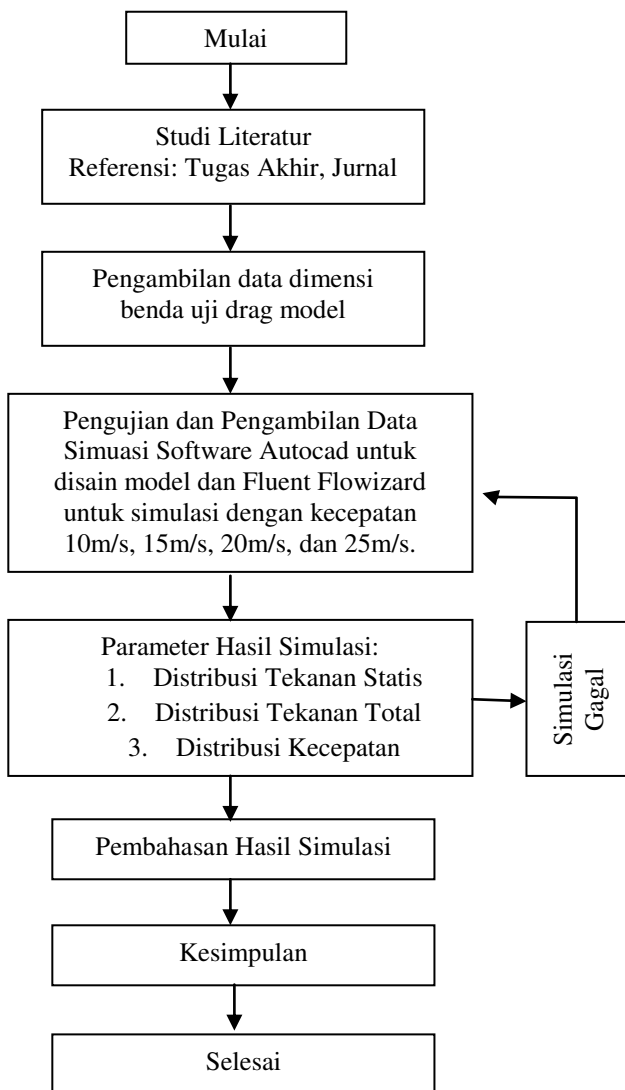 Mulai
Studi Literatur
Referensi: Tugas Akhir, Jurnal
Pengambilan data dimensi
benda uji drag model
Pengujian dan Pengambilan Data
Simuasi Software Autocad untuk
disain model dan Fluent Flowizard
untuk simulasi dengan kecepatan
10m/s, 15m/s, 20m/s, dan 25m/s.
Parameter Hasil Simulasi:
1. Distribusi Tekanan Statis
2. Distribusi Tekanan Total
3. Distribusi Kecepatan
Simulasi
Gagal
Pembahasan Hasil Simulasi
Kesimpulan
Selesai